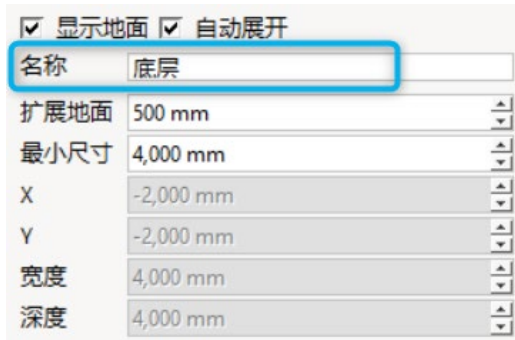 显示地面 自动展开
名称 底层
扩展地面 500 mm
最小尺寸 4,000 mm
X -2,000 mm
Y -2,000 mm
宽度 4,000 mm
深度 4,000 mm